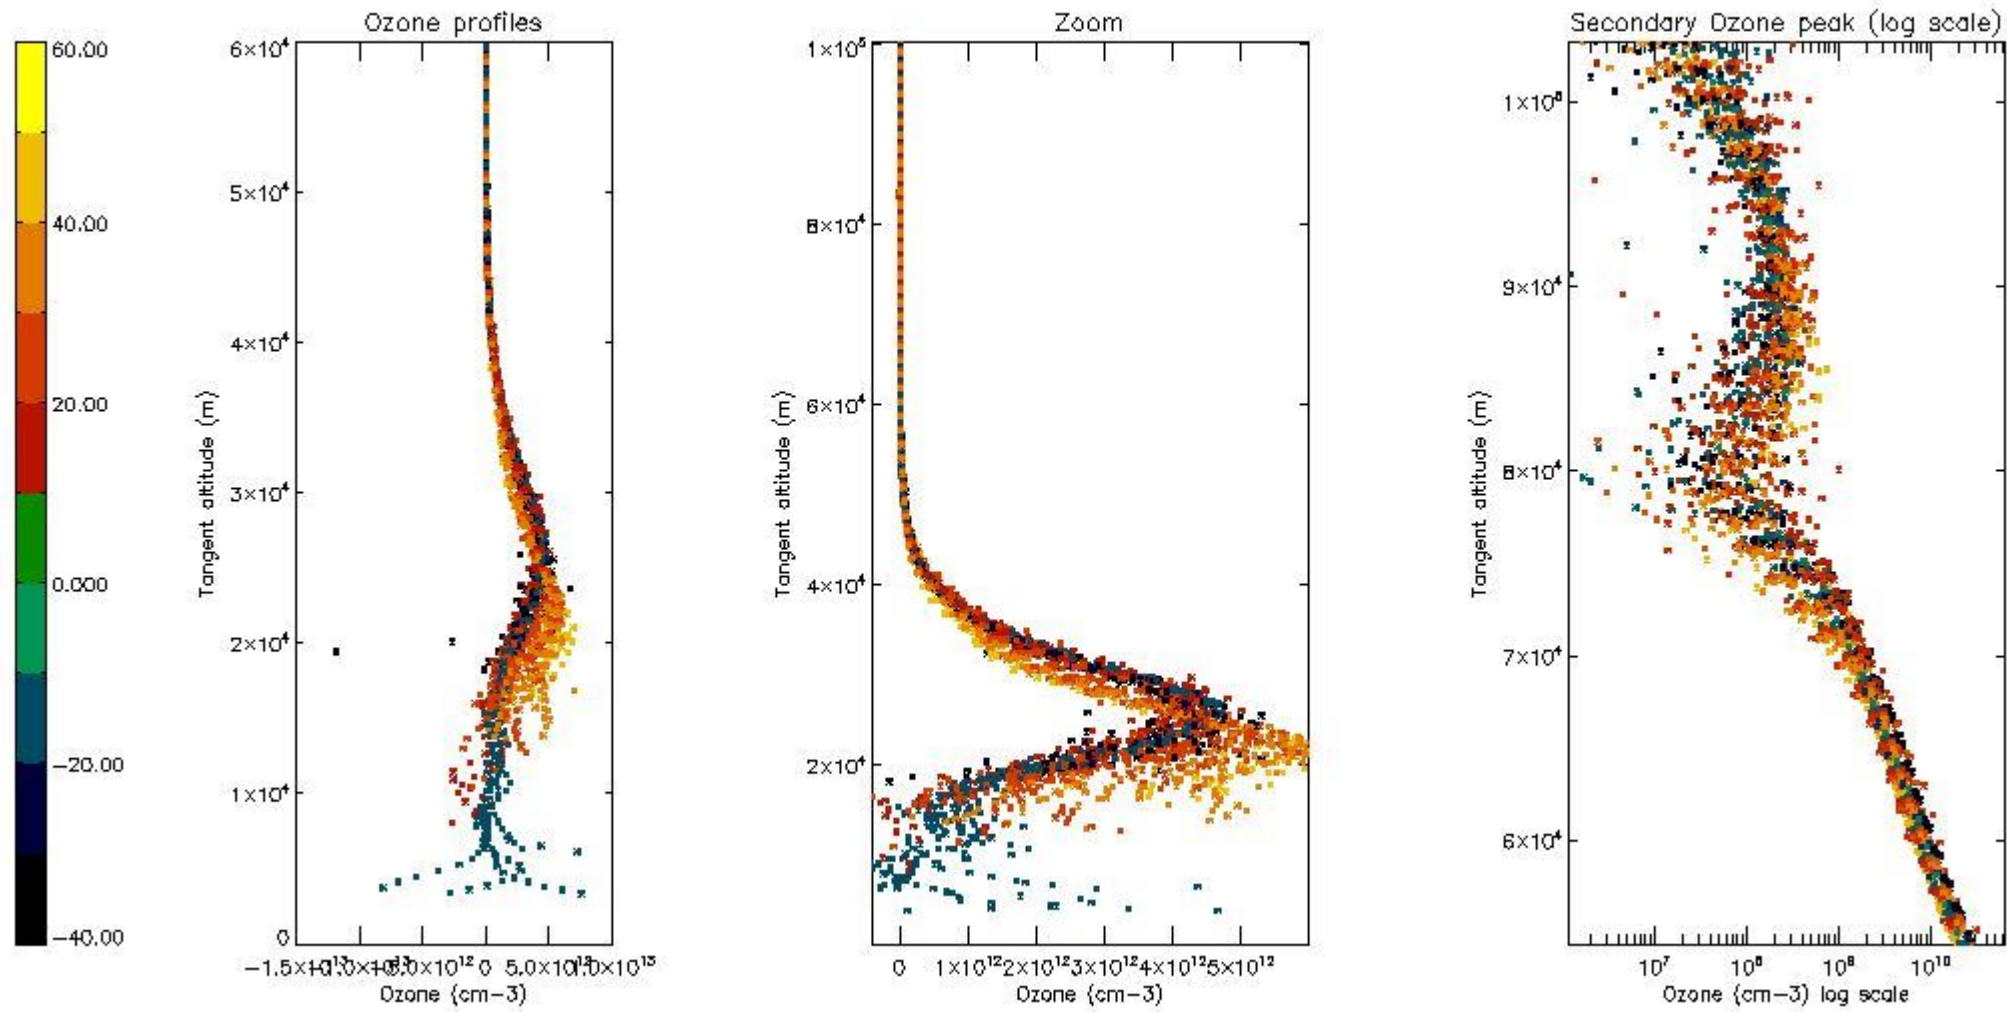 60.00
40.00
20.00
0.000
−20.00
−40.00
Ozone profiles
6×10⁴
5×10⁴
4×10⁴
3×10⁴
2×10⁴
1×10⁴
0
Tangent altitude (m)
0
Ozone (cm−3)
Zoom
1×10⁵
8×10⁴
6×10⁴
4×10⁴
2×10⁴
Tangent altitude (m)
0 1×10¹² 2×10¹² 3×10¹² 4×10¹² 5×10¹²
Ozone (cm−3)
Secondary Ozone peak (log scale)
1×10⁵
9×10⁴
8×10⁴
7×10⁴
6×10⁴
Tangent altitude (m)
10⁷ 10⁸ 10⁹ 10¹⁰
Ozone (cm−3) log scale